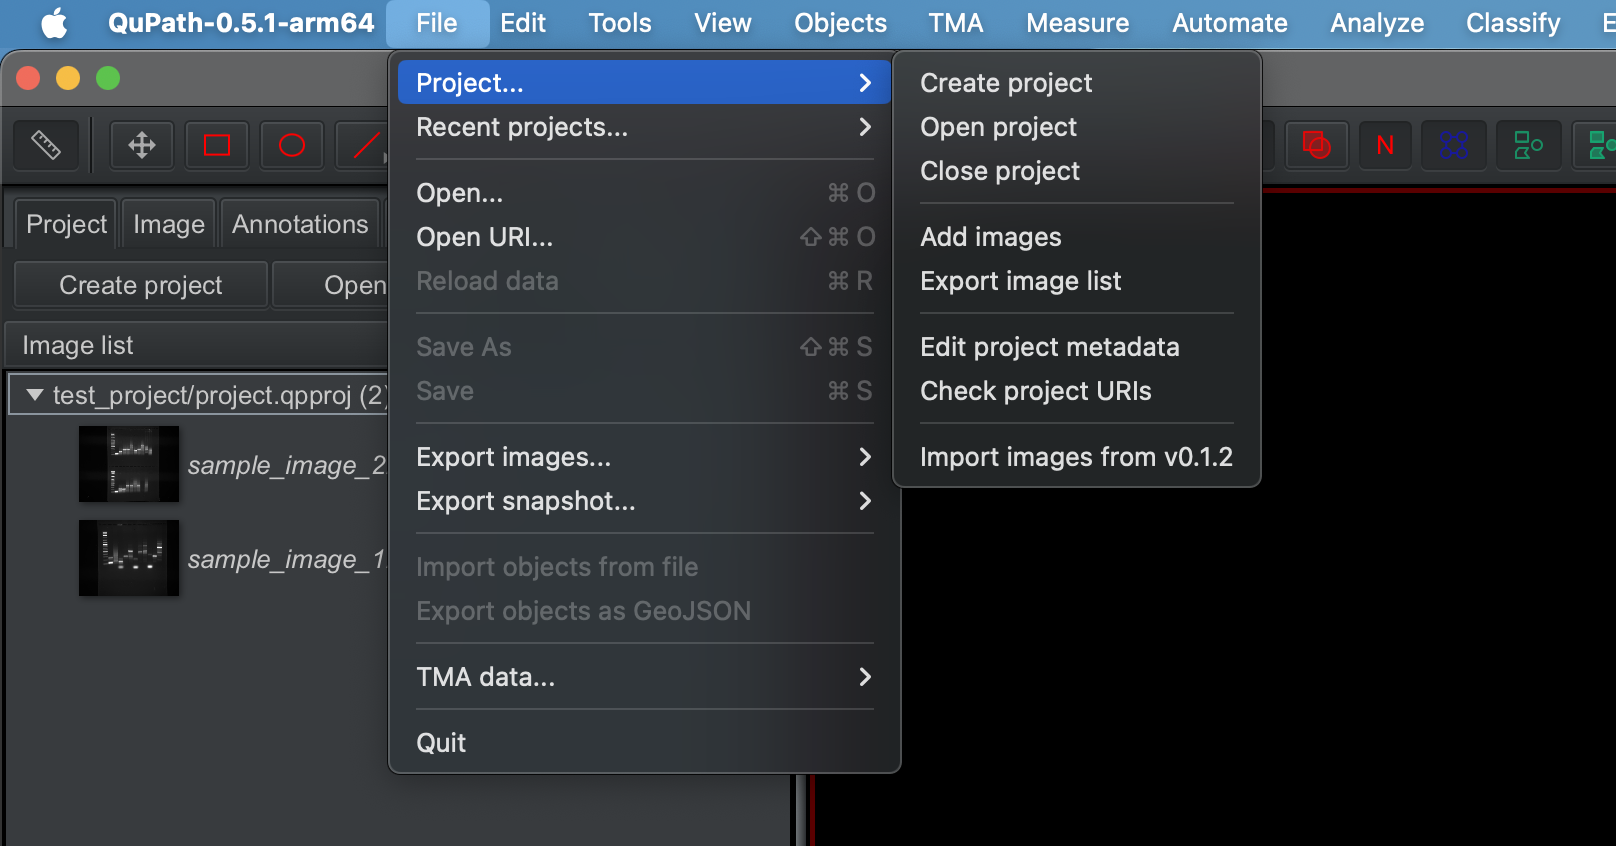 QuPath-0.5.1-arm64 File Edit Tools View Objects TMA Measure Automate Analyze Classify E
Project...
Recent projects...
Open... ⌘ O
Open URI... ⇧ ⌘ O
Reload data ⌘ R
Save As ⇧ ⌘ S
Save ⌘ S
Export images...
Export snapshot...
Import objects from file
Export objects as GeoJSON
TMA data...
Quit
Create project
Open project
Close project
Add images
Export image list
Edit project metadata
Check project URIs
Import images from v0.1.2
N
Project Image Annotations
Create project Open
Image list
test_project/project.qpproj (2)
sample_image_2
sample_image_1